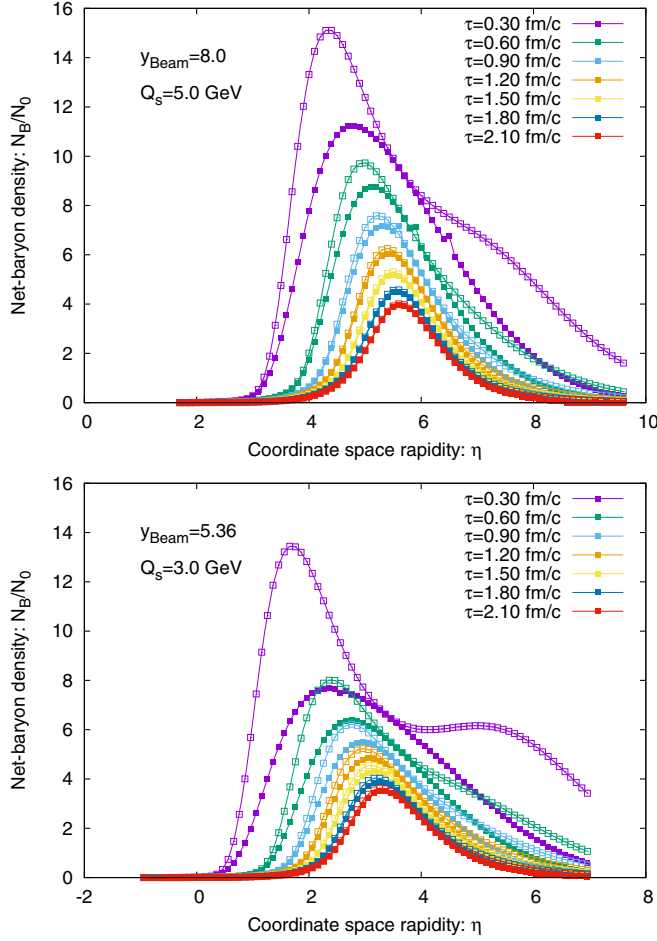 16
14
12
10
8
6
4
2
0
Net-baryon density: N_B/N_0
y_Beam=8.0
Q_s=5.0 GeV
τ=0.30 fm/c
τ=0.60 fm/c
τ=0.90 fm/c
τ=1.20 fm/c
τ=1.50 fm/c
τ=1.80 fm/c
τ=2.10 fm/c
0 2 4 6 8 10
Coordinate space rapidity: η
16
14
12
10
8
6
4
2
0
Net-baryon density: N_B/N_0
y_Beam=5.36
Q_s=3.0 GeV
τ=0.30 fm/c
τ=0.60 fm/c
τ=0.90 fm/c
τ=1.20 fm/c
τ=1.50 fm/c
τ=1.80 fm/c
τ=2.10 fm/c
-2 0 2 4 6 8
Coordinate space rapidity: η